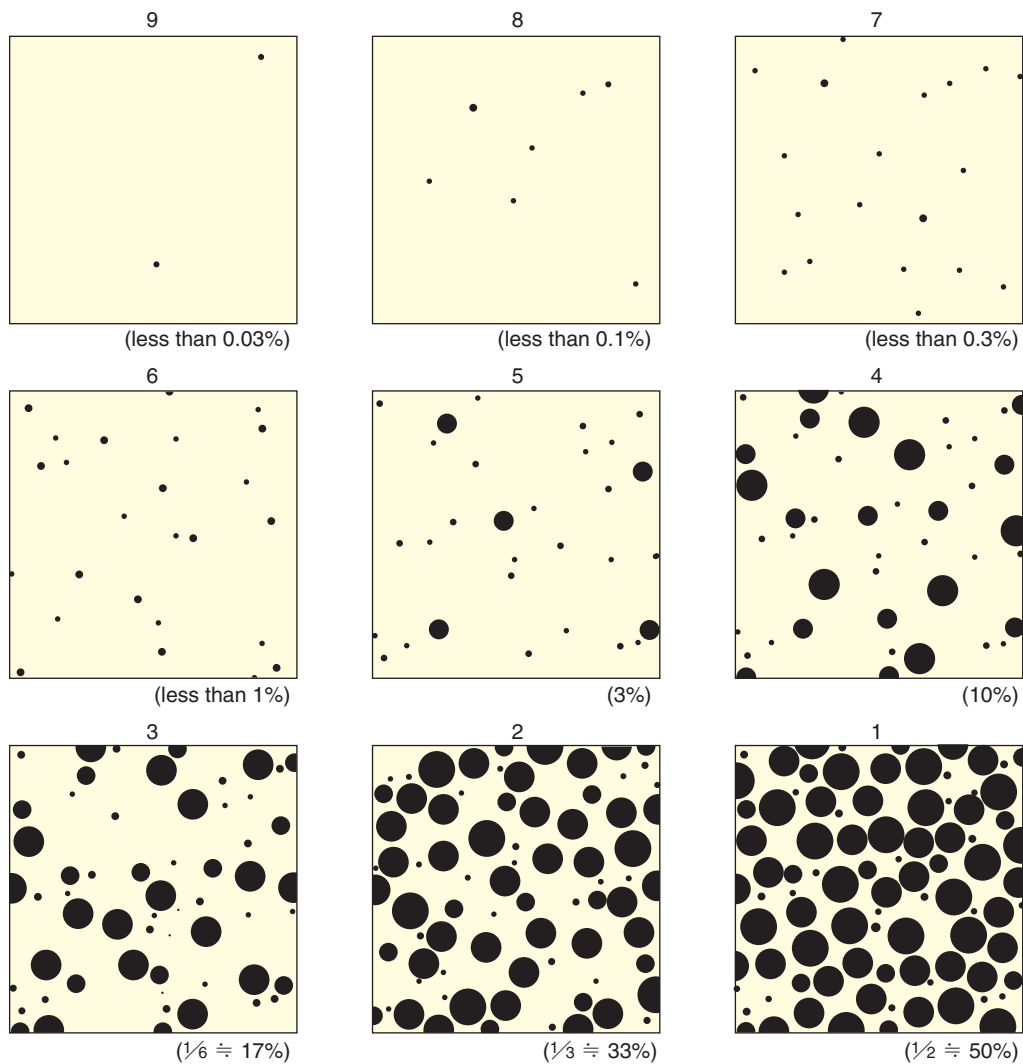 9 8 7
(less than 0.03%) (less than 0.1%) (less than 0.3%)
6 5 4
(less than 1%) (3%) (10%)
3 2 1
(1⁄6 ≒ 17%) (1⁄3 ≒ 33%) (1⁄2 ≒ 50%)